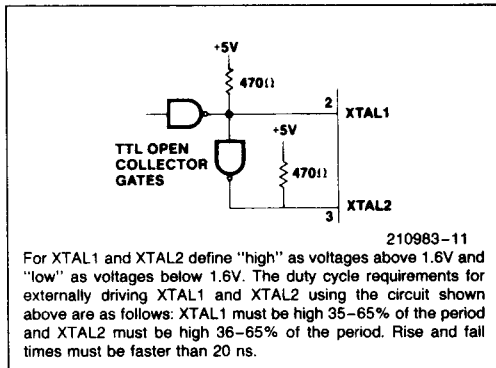 +5V
470Ω
2
XTAL1
+5V
TTL OPEN
COLLECTOR
GATES
470Ω
3
XTAL2
210983-11
For XTAL1 and XTAL2 define "high" as voltages above 1.6V and
"low" as voltages below 1.6V. The duty cycle requirements for
externally driving XTAL1 and XTAL2 using the circuit shown
above are as follows: XTAL1 must be high 35-65% of the period
and XTAL2 must be high 36-65% of the period. Rise and fall
times must be faster than 20 ns.